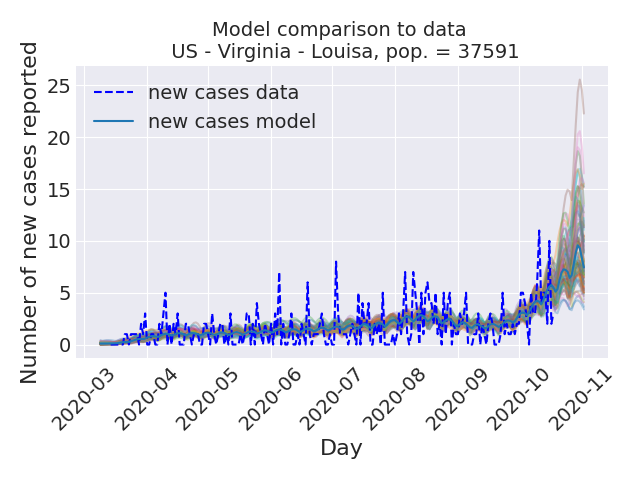 Model comparison to data
US - Virginia - Louisa, pop. = 37591
Number of new cases reported
25
20
15
10
5
0
new cases data
new cases model
2020-03
2020-04
2020-05
2020-06
2020-07
2020-08
2020-09
2020-10
2020-11
Day